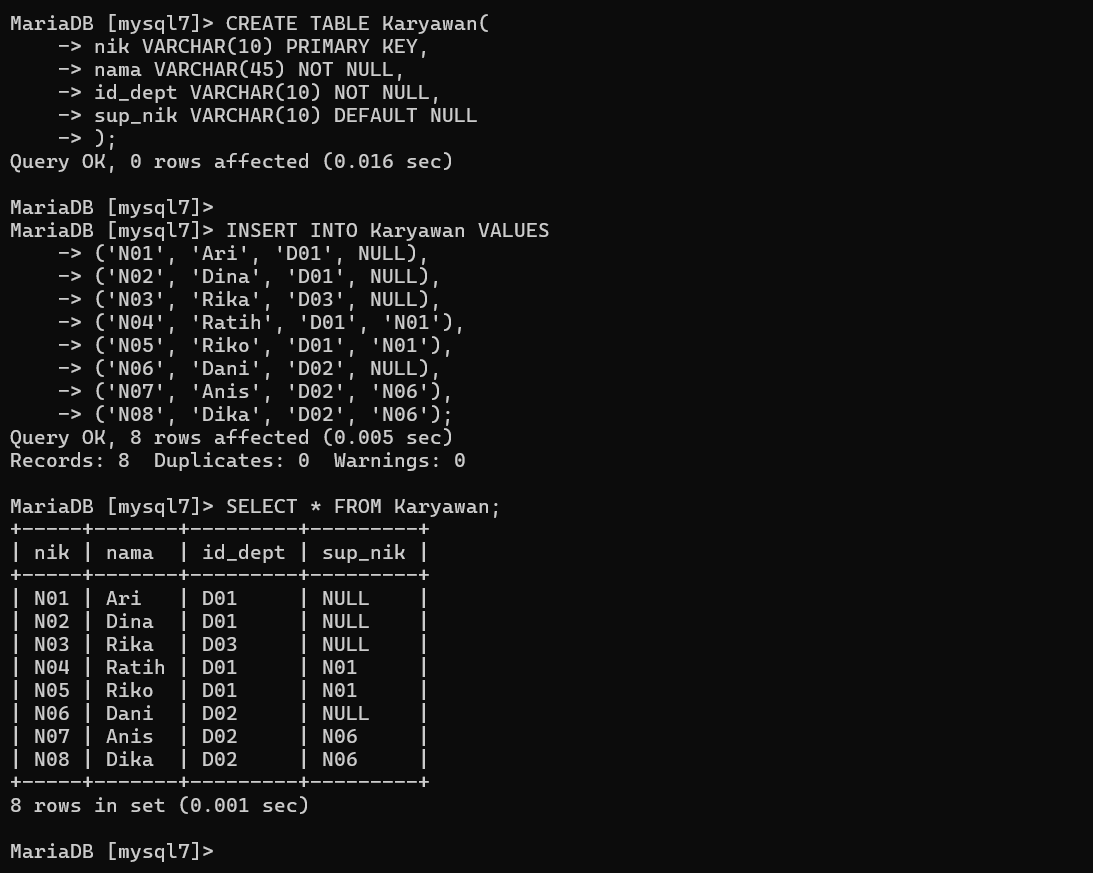 MariaDB [mysql7]> CREATE TABLE Karyawan(
    -> nik VARCHAR(10) PRIMARY KEY,
    -> nama VARCHAR(45) NOT NULL,
    -> id_dept VARCHAR(10) NOT NULL,
    -> sup_nik VARCHAR(10) DEFAULT NULL
    -> );
Query OK, 0 rows affected (0.016 sec)

MariaDB [mysql7]>
MariaDB [mysql7]> INSERT INTO Karyawan VALUES
    -> ('N01', 'Ari', 'D01', NULL),
    -> ('N02', 'Dina', 'D01', NULL),
    -> ('N03', 'Rika', 'D03', NULL),
    -> ('N04', 'Ratih', 'D01', 'N01'),
    -> ('N05', 'Riko', 'D01', 'N01'),
    -> ('N06', 'Dani', 'D02', NULL),
    -> ('N07', 'Anis', 'D02', 'N06'),
    -> ('N08', 'Dika', 'D02', 'N06');
Query OK, 8 rows affected (0.005 sec)
Records: 8  Duplicates: 0  Warnings: 0

MariaDB [mysql7]> SELECT * FROM Karyawan;
+-----+-------+---------+---------+
| nik | nama  | id_dept | sup_nik |
+-----+-------+---------+---------+
| N01 | Ari   | D01     | NULL    |
| N02 | Dina  | D01     | NULL    |
| N03 | Rika  | D03     | NULL    |
| N04 | Ratih | D01     | N01     |
| N05 | Riko  | D01     | N01     |
| N06 | Dani  | D02     | NULL    |
| N07 | Anis  | D02     | N06     |
| N08 | Dika  | D02     | N06     |
+-----+-------+---------+---------+
8 rows in set (0.001 sec)

MariaDB [mysql7]>